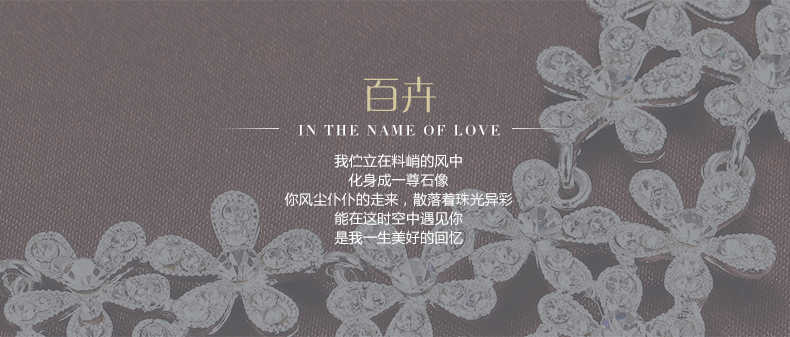 百卉
IN THE NAME OF LOVE
我伫立在料峭的风中
化身成一尊石像
你风尘仆仆的走来，散落着珠光异彩
能在这时空中遇见你
是我一生美好的回忆